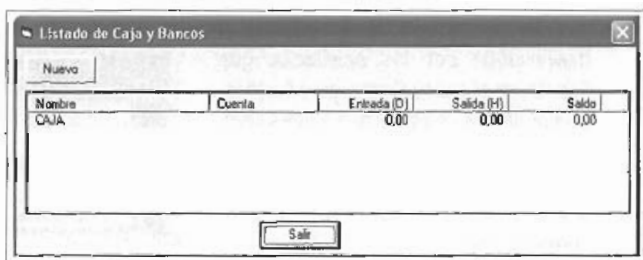 Listado de Caja y Bancos
Nuevo
Nombre Cuenta Entrada (D) Salida (H) Saldo
CAJA 0,00 0,00 0,00
Salir